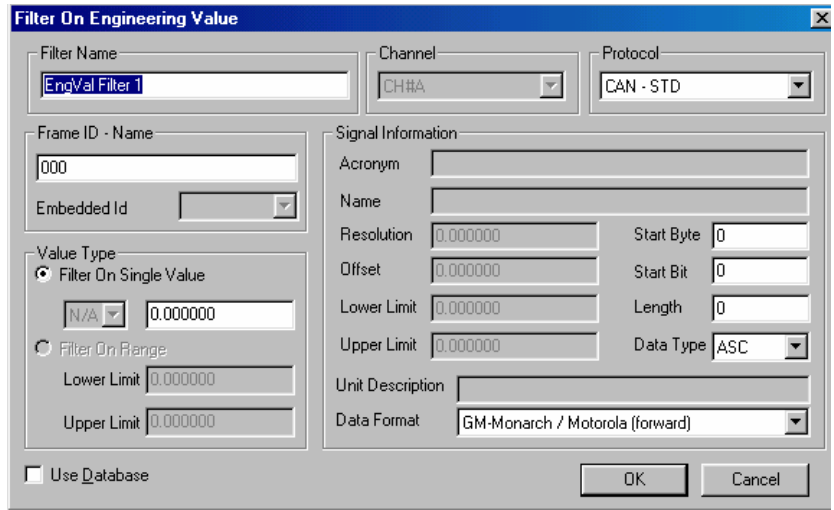 Filter On Engineering Value
Filter Name
EngVal Filter 1
Channel
CH#A
Protocol
CAN - STD
Frame ID - Name
000
Embedded Id
Value Type
Filter On Single Value
N/A
0.000000
Filter On Range
Lower Limit 0.000000
Upper Limit 0.000000
Signal Information
Acronym
Name
Resolution 0.000000
Start Byte 0
Offset 0.000000
Start Bit 0
Lower Limit 0.000000
Length 0
Upper Limit 0.000000
Data Type ASC
Unit Description
Data Format GM-Monarch / Motorola (forward)
Use Database
OK
Cancel